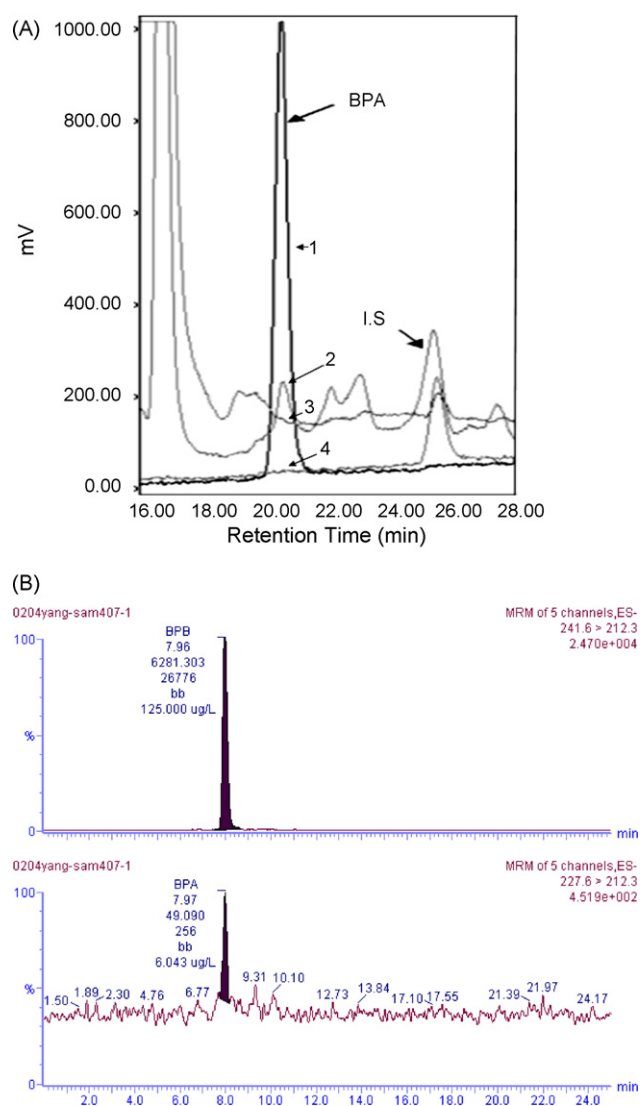 (A)
1000.00
800.00
600.00
400.00
200.00
0.00
mV
BPA
1
I.S
2
3
4
16.00 18.00 20.00 22.00 24.00 26.00 28.00
Retention Time (min)
(B)
0204yang-sam407-1
MRM of 5 channels,ES-
241.6 > 212.3
2.470e+004
BPB
7.96
6281.303
26776
bb
125.000 ug/L
100
%
0
min
0204yang-sam407-1
MRM of 5 channels,ES-
227.6 > 212.3
4.519e+002
BPA
7.97
49.090
256
bb
6.043 ug/L
100
%
0
1.50 1.89 2.30 4.76 6.77 9.31 10.10 12.73 13.84 17.10 17.55 21.39 21.97 24.17
min
2.0 4.0 6.0 8.0 10.0 12.0 14.0 16.0 18.0 20.0 22.0 24.0